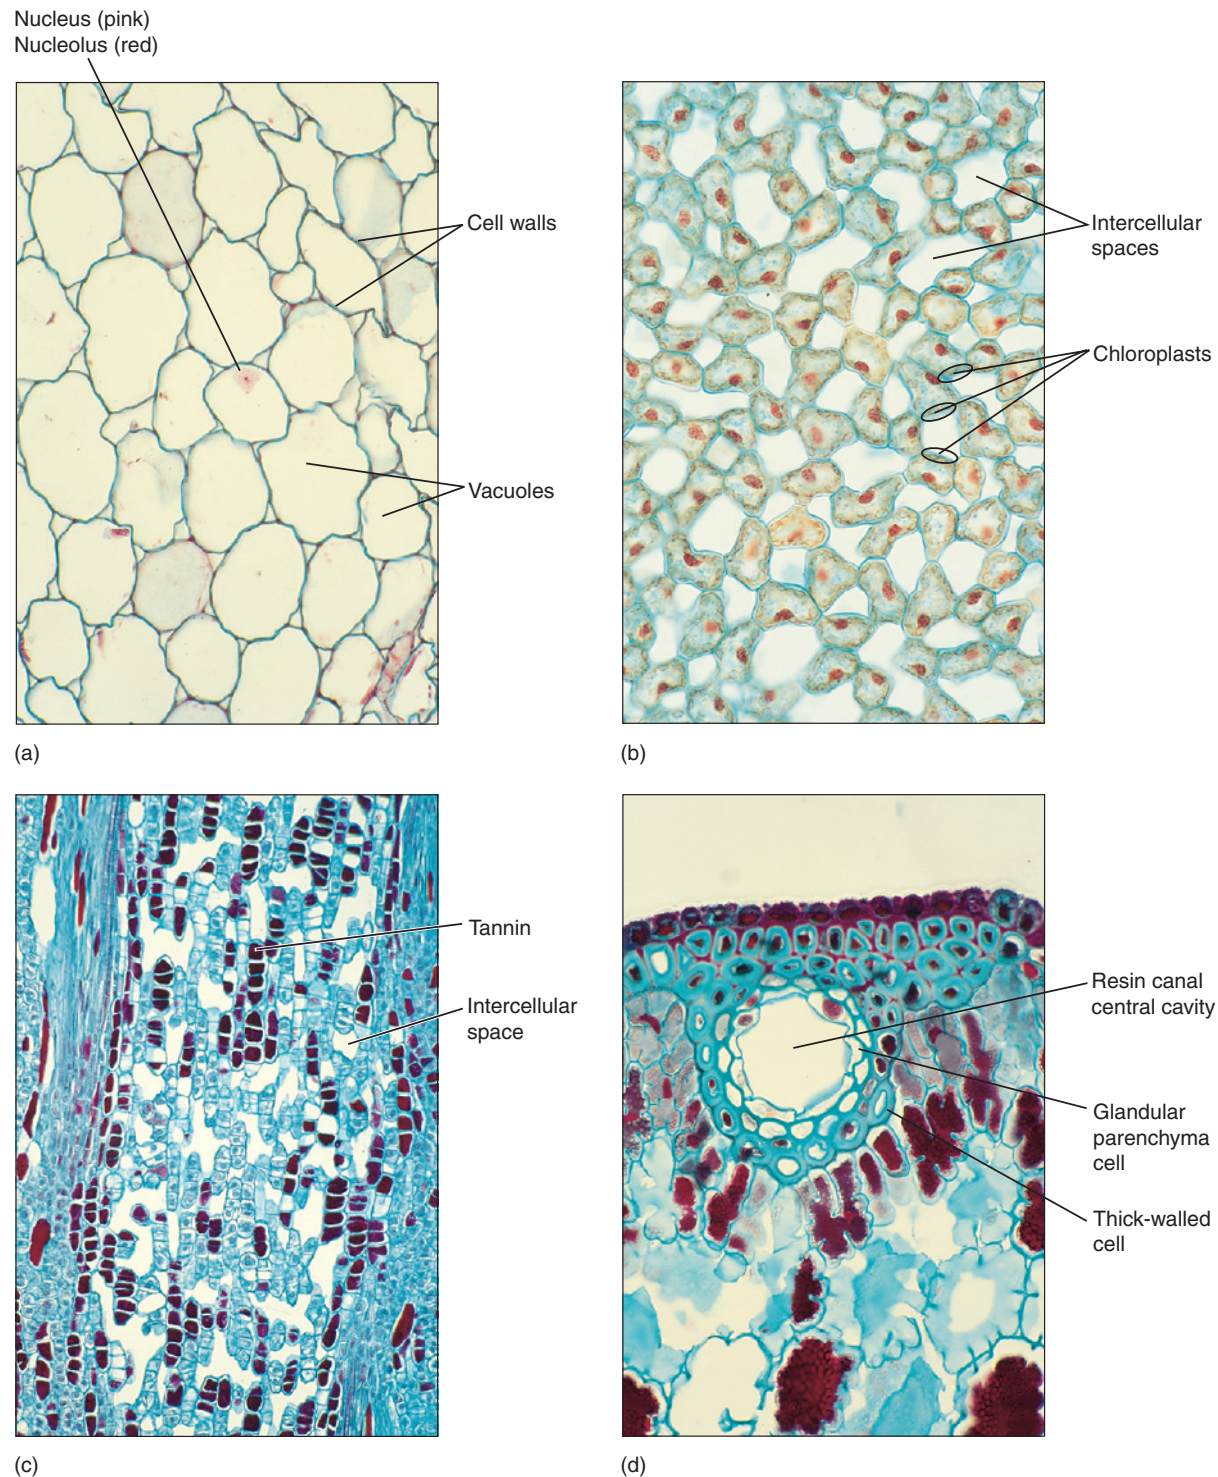 Nucleus (pink)
Nucleolus (red)
Cell walls
Vacuoles
(a)
Intercellular
spaces
Chloroplasts
(b)
Tannin
Intercellular
space
(c)
Resin canal
central cavity
Glandular
parenchyma
cell
Thick-walled
cell
(d)